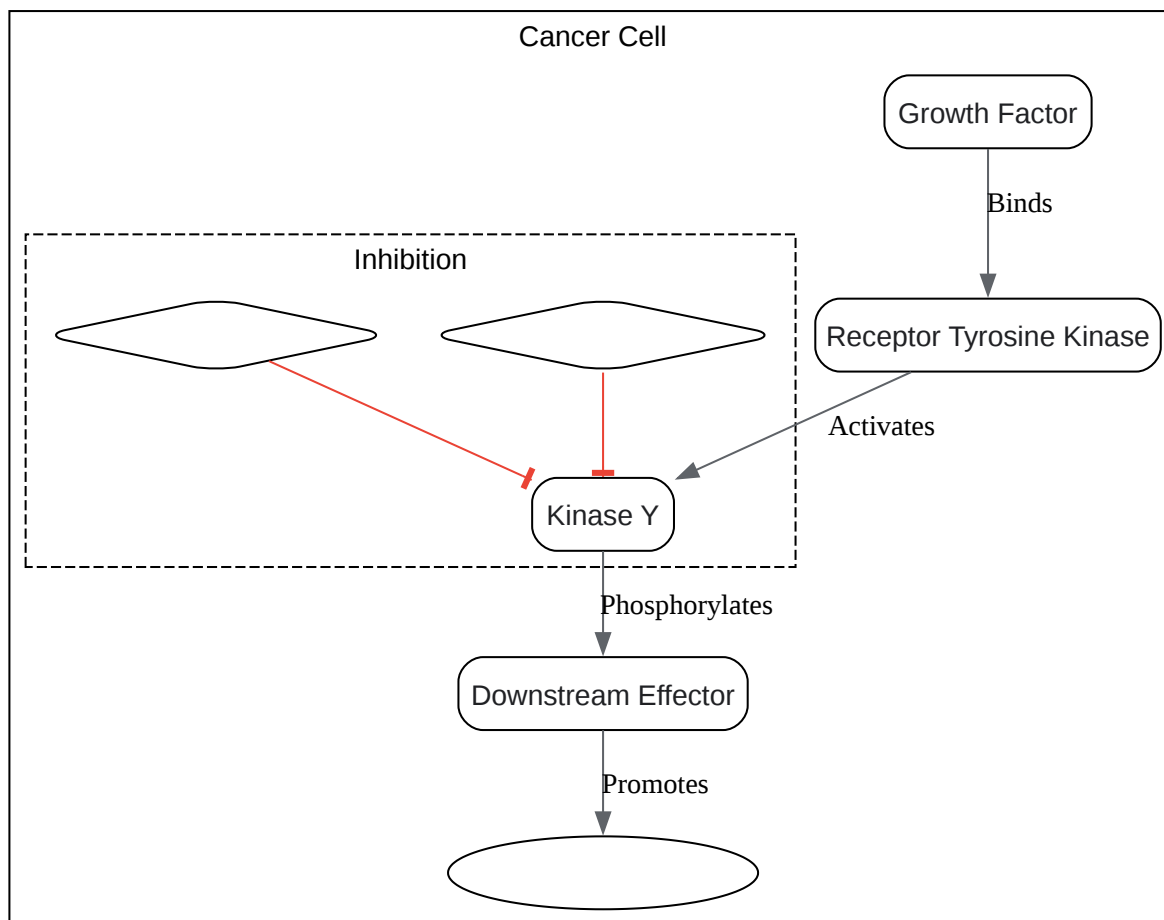 Cancer Cell
Growth Factor
Binds
Inhibition
Receptor Tyrosine Kinase
Activates
Kinase Y
Phosphorylates
Downstream Effector
Promotes